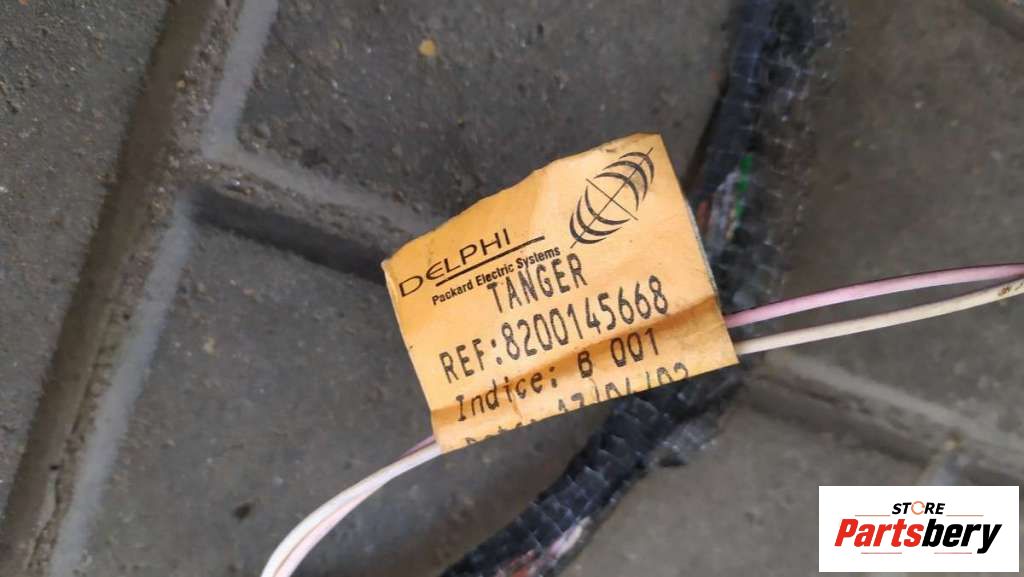 DELPHI
Packard Electric Systems
TANGER
REF:8200145668
Indice: B 001
STORE
Partsbery